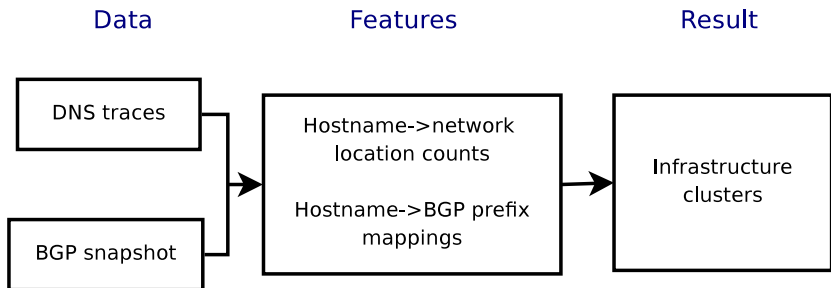 Data
Features
Result
DNS traces
BGP snapshot
Hostname->network
location counts
Hostname->BGP prefix
mappings
Infrastructure
clusters